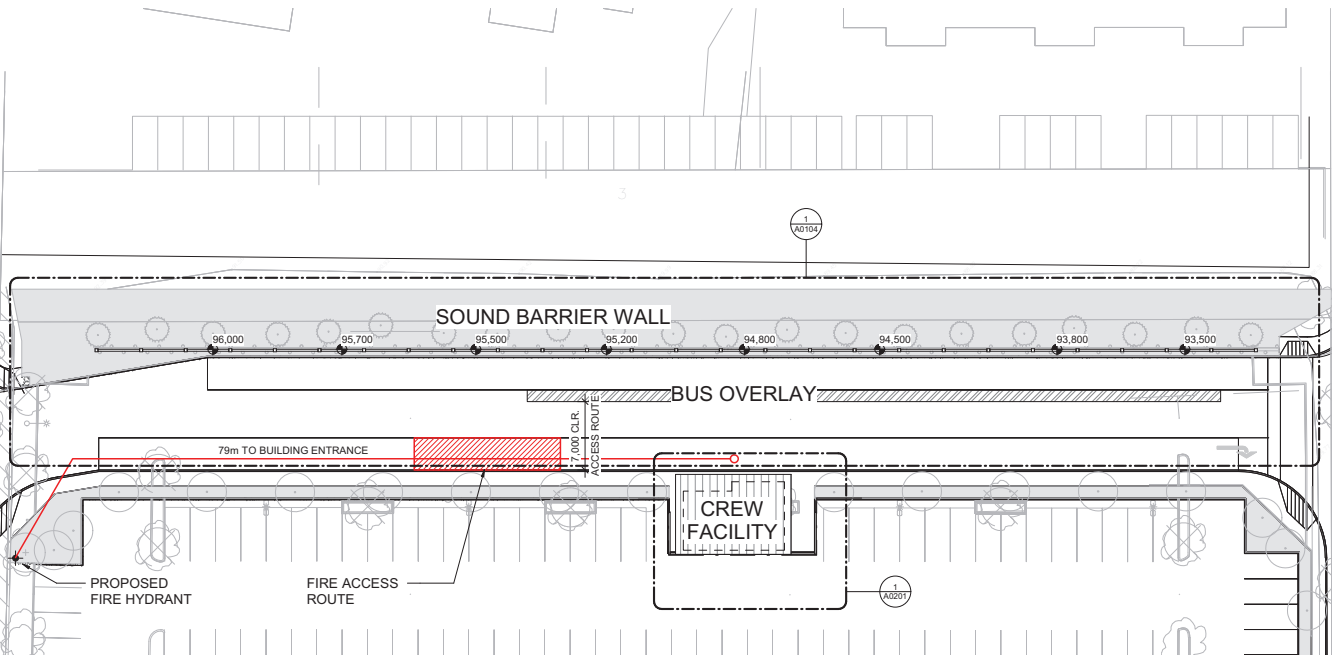 3
1
A0104
SOUND BARRIER WALL
96,000
95,700
95,500
95,200
94,800
94,500
93,800
93,500
BUS OVERLAY
7,000 CLR.
ACCESS ROUTE
79m TO BUILDING ENTRANCE
CREW
FACILITY
PROPOSED
FIRE HYDRANT
FIRE ACCESS
ROUTE
1
A0201